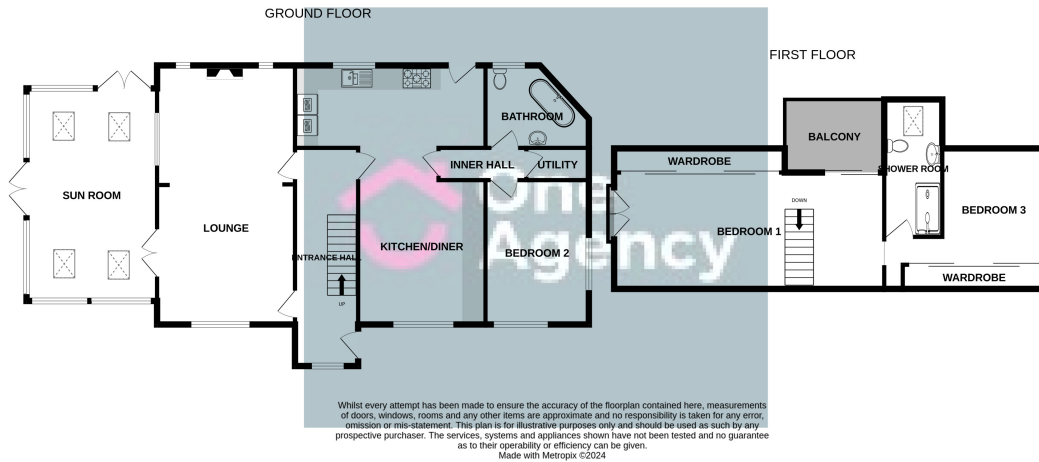 GROUND FLOOR
FIRST FLOOR
SUN ROOM
LOUNGE
ENTRANCE HALL
UP
KITCHEN/DINER
INNER HALL
BATHROOM
UTILITY
BEDROOM 2
One
Agency
WARDROBE
BALCONY
SHOWER ROOM
DOWN
BEDROOM 1
BEDROOM 3
WARDROBE
Whilst every attempt has been made to ensure the accuracy of the floorplan contained here, measurements
of doors, windows, rooms and any other items are approximate and no responsibility is taken for any error,
omission or mis-statement. This plan is for illustrative purposes only and should be used as such by any
prospective purchaser. The services, systems and appliances shown have not been tested and no guarantee
as to their operability or efficiency can be given.
Made with Metropix ©2024